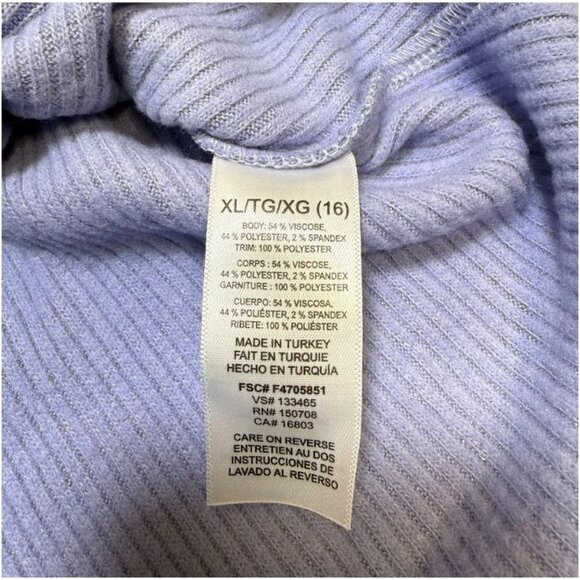 XL/TG/XG (16)
BODY: 54 % VISCOSE,
44 % POLYESTER, 2 % SPANDEX
TRIM: 100 % POLYESTER
CORPS : 54 % VISCOSE,
44 % POLYESTER, 2 % SPANDEX
GARNITURE : 100 % POLYESTER
CUERPO: 54 % VISCOSA,
44 % POLIÉSTER, 2 % SPANDEX
RIBETE: 100 % POLIÉSTER
MADE IN TURKEY
FAIT EN TURQUIE
HECHO EN TURQUÍA
FSC# F4705851
VS# 133465
RN# 150708
CA# 16803
CARE ON REVERSE
ENTRETIEN AU DOS
INSTRUCCIONES DE
LAVADO AL REVERSO